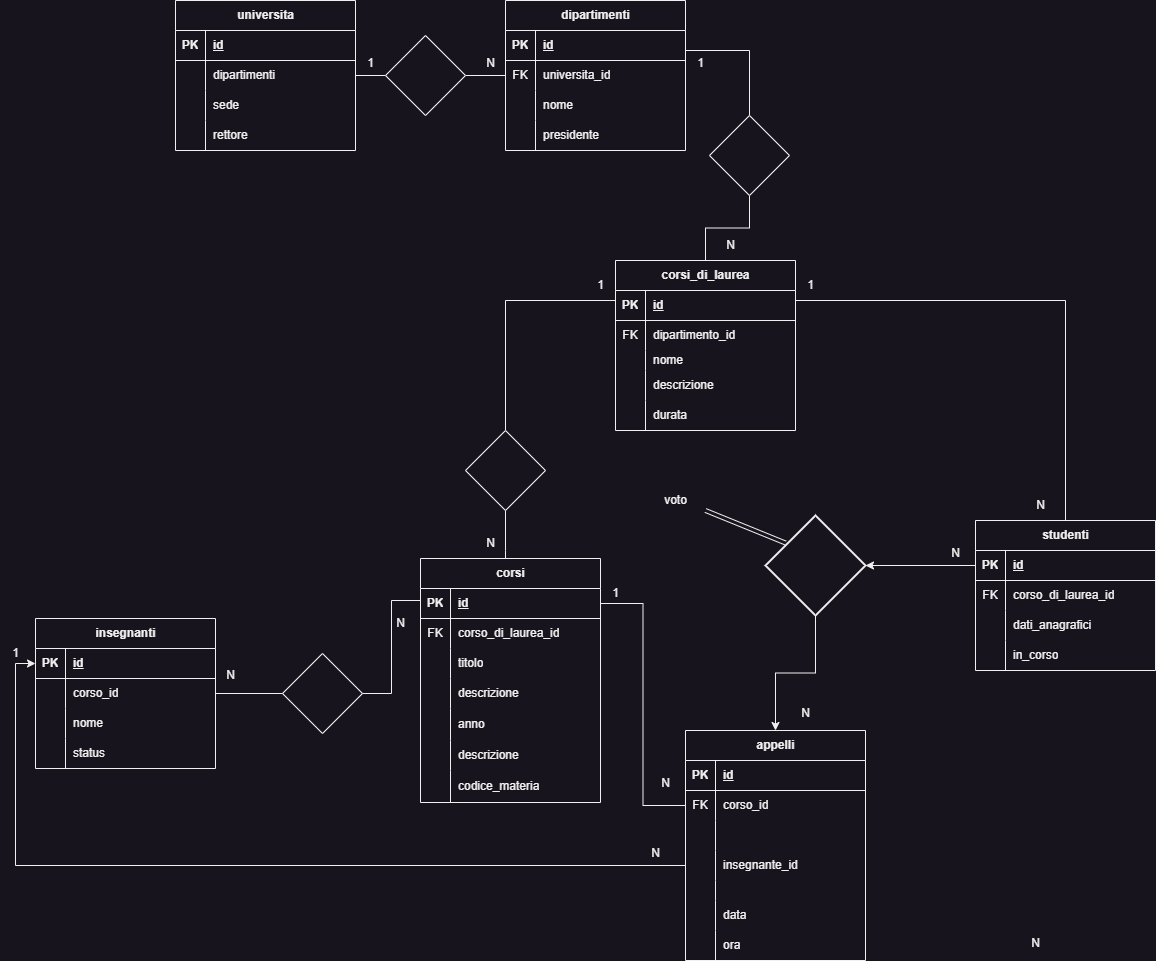 universita
PK id
dipartimenti
sede
rettore
1
N
dipartimenti
PK id
FK universita_id
nome
presidente
1
N
corsi_di_laurea
PK id
FK dipartimento_id
nome
descrizione
durata
1
1
N
N
voto
studenti
PK id
FK corso_di_laurea_id
dati_anagrafici
in_corso
N
corsi
PK id
FK corso_di_laurea_id
titolo
descrizione
anno
descrizione
codice_materia
1
N
insegnanti
PK id
corso_id
nome
status
1
N
N
appelli
PK id
FK corso_id
insegnante_id
data
ora
N
N
N